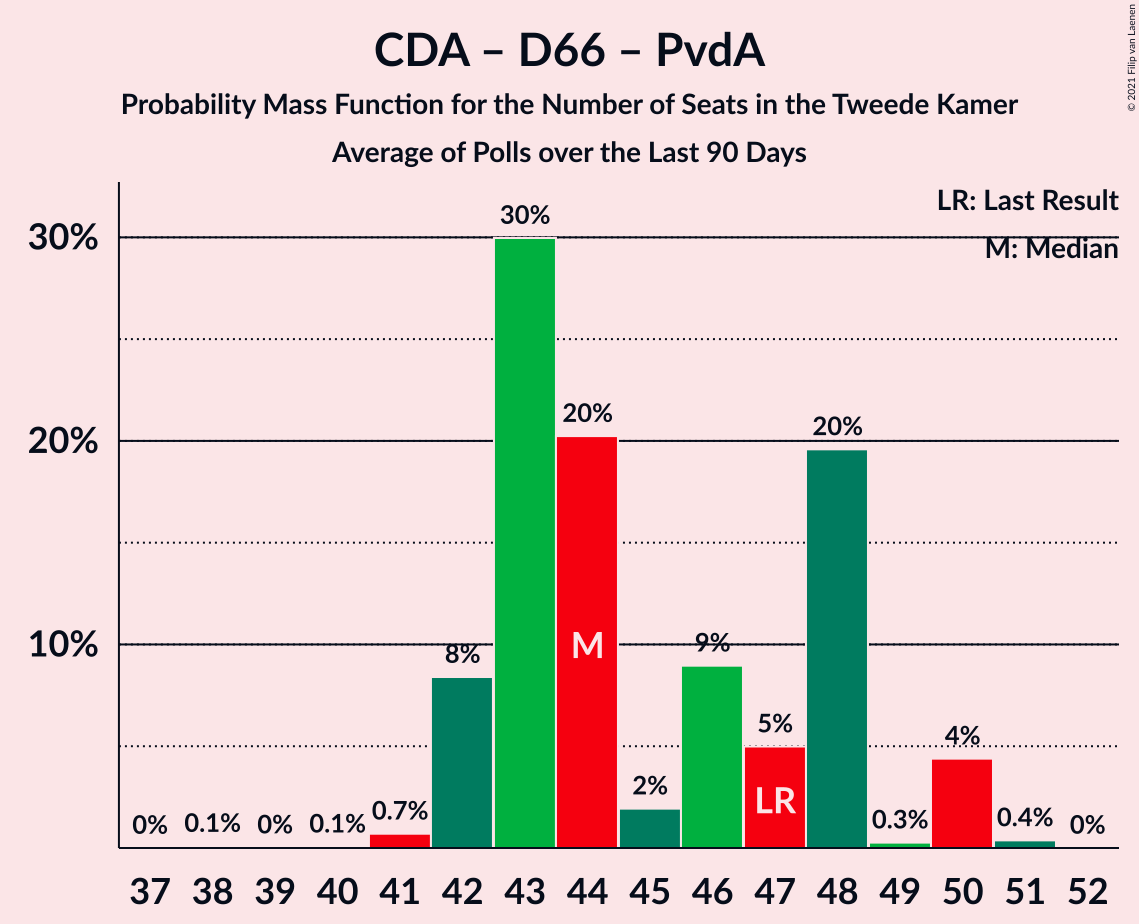 CDA – D66 – PvdA
Probability Mass Function for the Number of Seats in the Tweede Kamer
Average of Polls over the Last 90 Days
© 2021 Filip van Laenen
LR: Last Result
M: Median
30%
20%
10%
0%
0.1%
0%
0.1%
0.7%
8%
30%
20%
2%
9%
5%
20%
0.3%
4%
0.4%
0%
M
LR
37 38 39 40 41 42 43 44 45 46 47 48 49 50 51 52